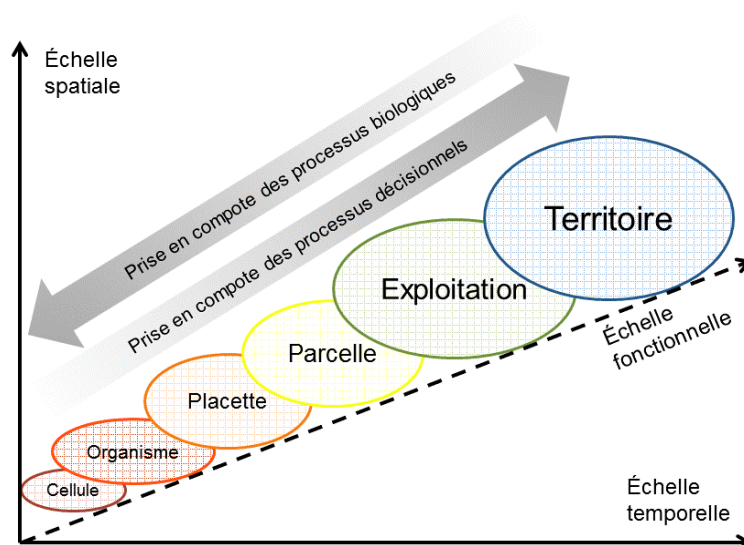 Échelle
spatiale
Prise en compote des processus biologiques
Prise en compote des processus décisionnels
Territoire
Exploitation
Parcelle
Placette
Organisme
Cellule
Échelle
fonctionnelle
Échelle
temporelle